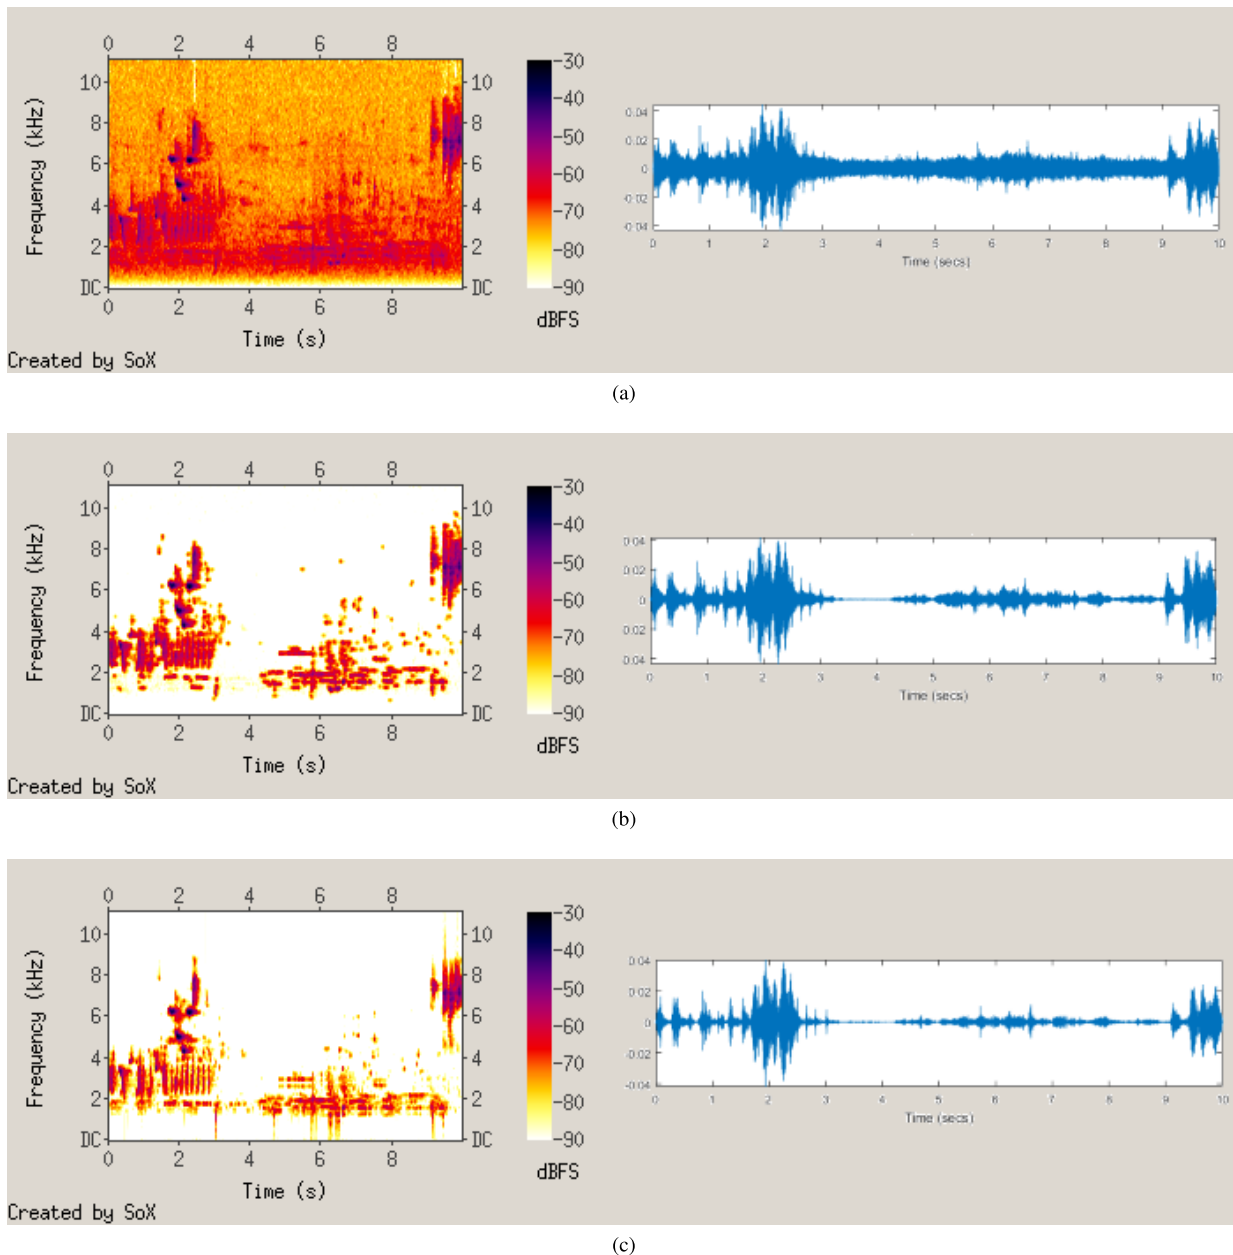 0 2 4 6 8
10 10 -30
8 8 -40
6 6 -50
4 4 -60
2 2 -70
DC DC -80
-90
0 2 4 6 8
Frequency (kHz)
Time (s)
dBFS
Created by SoX
0.04
0.02
0
-0.02
-0.04
0 1 2 3 4 5 6 7 8 9 10
Time (secs)
(a)
0 2 4 6 8
10 10 -30
8 8 -40
6 6 -50
4 4 -60
2 2 -70
DC DC -80
-90
0 2 4 6 8
Frequency (kHz)
Time (s)
dBFS
Created by SoX
0.04
0.02
0
-0.02
-0.04
0 1 2 3 4 5 6 7 8 9 10
Time (secs)
(b)
0 2 4 6 8
10 10 -30
8 8 -40
6 6 -50
4 4 -60
2 2 -70
DC DC -80
-90
0 2 4 6 8
Frequency (kHz)
Time (s)
dBFS
Created by SoX
0.04
0.02
0
-0.02
-0.04
0 1 2 3 4 5 6 7 8 9 10
Time (secs)
(c)